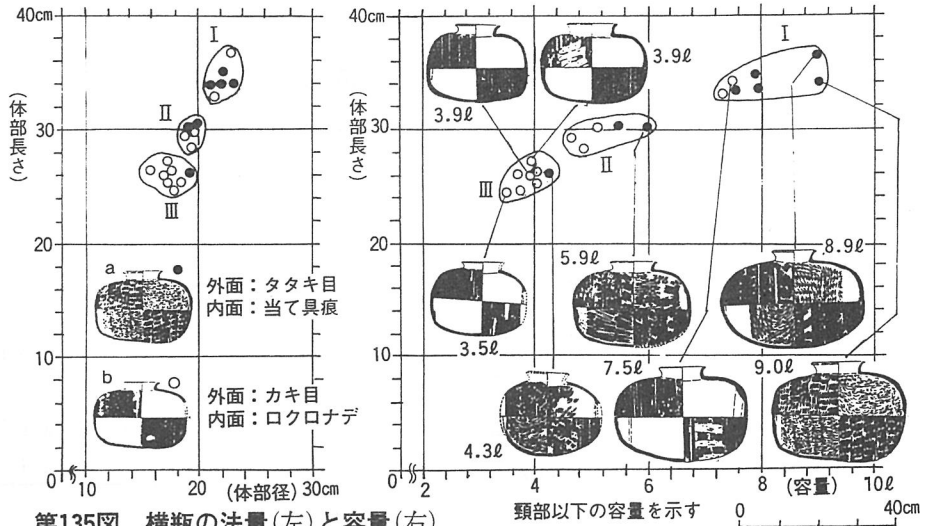 40cm
30
20
10
0
(体部長さ)
I
II
III
a
外面：タタキ目
内面：当て具痕
b
外面：カキ目
内面：ロクロナデ
10
20
(体部径)
30cm
40cm
30
20
10
0
(体部長さ)
I
II
III
3.9ℓ
3.9ℓ
3.5ℓ
5.9ℓ
8.9ℓ
4.3ℓ
7.5ℓ
9.0ℓ
2
4
6
8
(容量)
10ℓ
第135図 横瓶の法量(左)と容量(右)
頸部以下の容量を示す
0
40cm